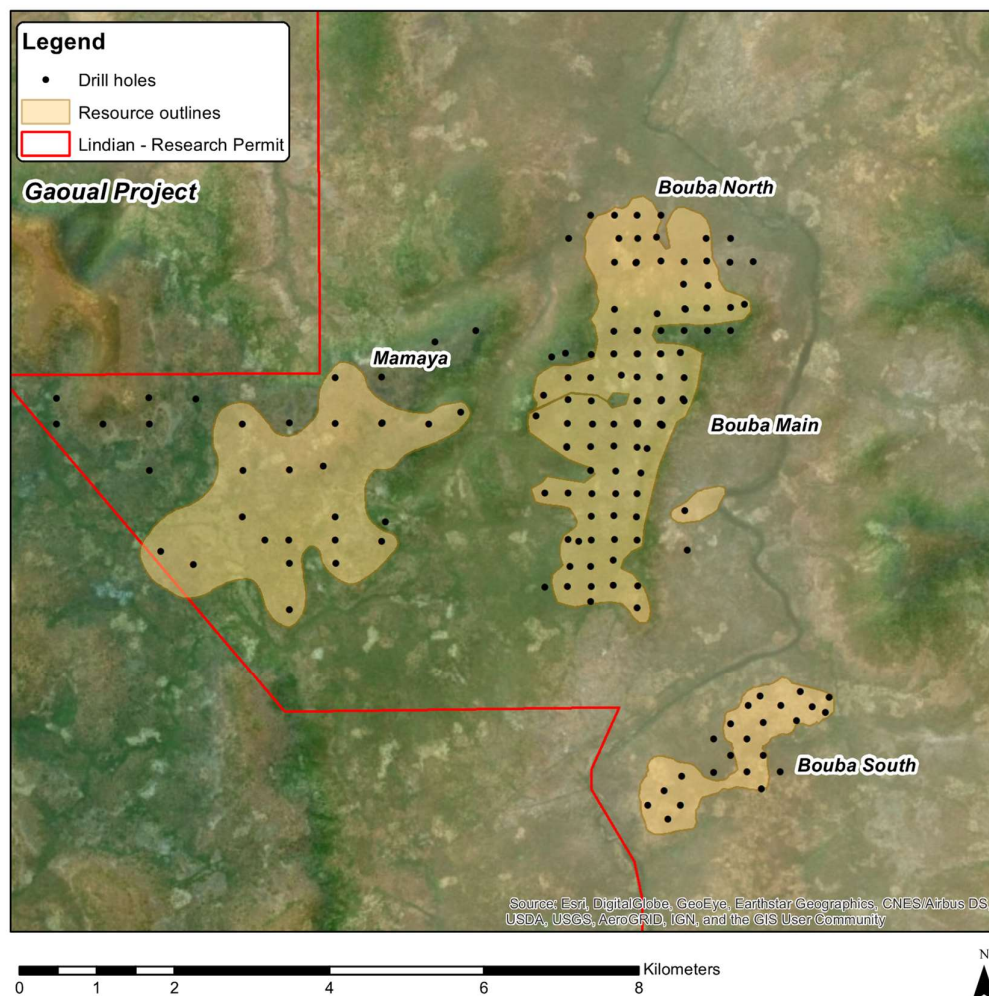 Legend
Drill holes
Resource outlines
Lindian - Research Permit
Gaoual Project
Bouba North
Mamaya
Bouba Main
Bouba South
Source: Esri, DigitalGlobe, GeoEye, Earthstar Geographics, CNES/Airbus DS
USDA, USGS, AeroGRID, IGN, and the GIS User Community
N
Kilometers
0 1 2 4 6 8